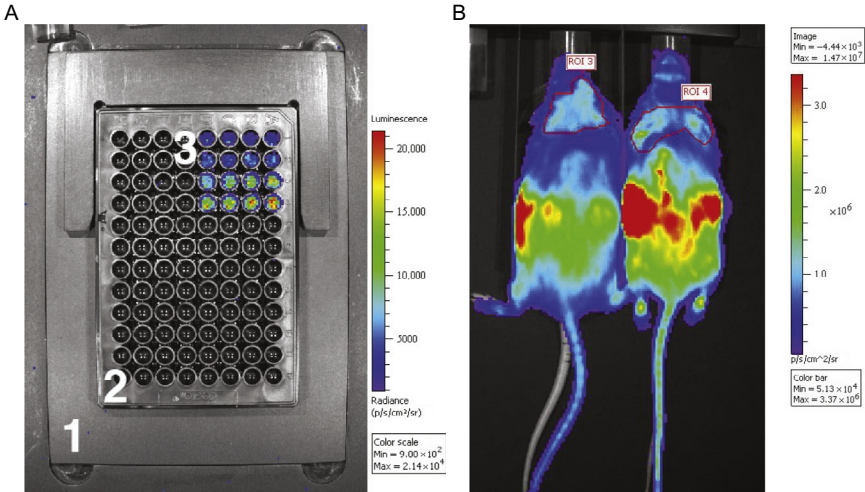 A
1
2
3
Luminescence
20,000
15,000
10,000
5000
Radiance
(p/s/cm²/sr)
Color scale
Min = 9.00×10²
Max = 2.14×10⁴
B
ROI 3
ROI 4
Image
Min = −4.44×10³
Max = 1.47×10⁷
3.0
2.0
×10⁶
1.0
p/s/cm^2/sr
Color bar
Min = 5.13×10⁴
Max = 3.37×10⁶